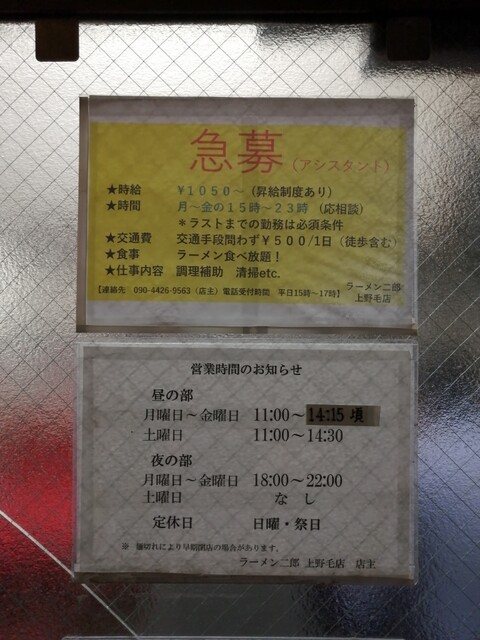 急募（アシスタント）
★時給 ¥1050～（昇給制度あり）
★時間 月～金の15時～23時（応相談）
＊ラストまでの勤務は必須条件
★交通費 交通手段問わず¥500/1日（徒歩含む）
★食事 ラーメン食べ放題！
★仕事内容 調理補助 清掃etc.
【連絡先 090-4426-9563（店主）電話受付時間 平日15時～17時】
ラーメン二郎
上野毛店
営業時間のお知らせ
昼の部
月曜日～金曜日 11:00～14:15 頃
土曜日 11:00～14:30
夜の部
月曜日～金曜日 18:00～22:00
土曜日 なし
定休日 日曜・祭日
※ 麺切れにより早期閉店の場合があります。
ラーメン二郎 上野毛店 店主